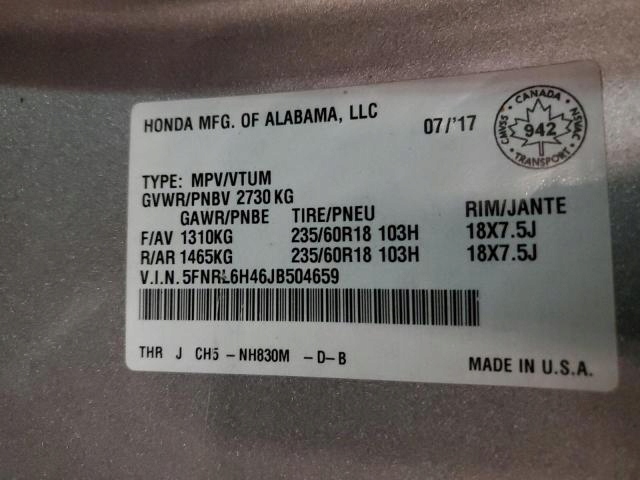 HONDA MFG. OF ALABAMA, LLC
07/'17
CANADA
CMVSS
942
NSVAC
TRANSPORT
TYPE: MPV/VTUM
GVWR/PNBV 2730 KG
GAWR/PNBE TIRE/PNEU RIM/JANTE
F/AV 1310KG 235/60R18 103H 18X7.5J
R/AR 1465KG 235/60R18 103H 18X7.5J
V.I.N. 5FNRL6H46JB504659
THR J CH5 - NH830M - D- B
MADE IN U.S.A.